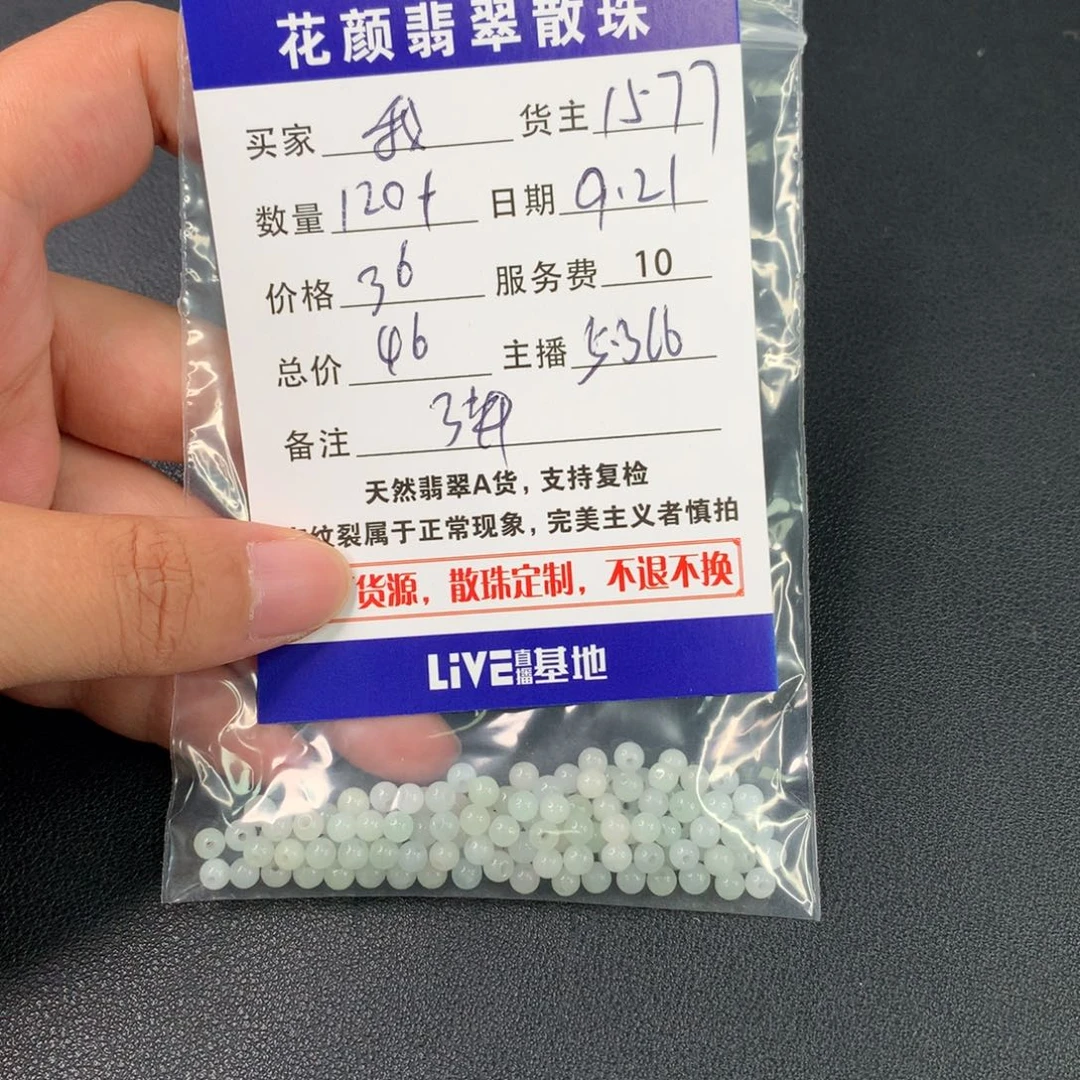 花颜翡翠散珠
买家 我 货主 1577
数量 120+ 日期 9.21
价格 36 服务费 10
总价 46 主播
备注 3
天然翡翠A货，支持复检
纹裂属于正常现象，完美主义者慎拍
货源，散珠定制，不退不换
LiVE直播基地